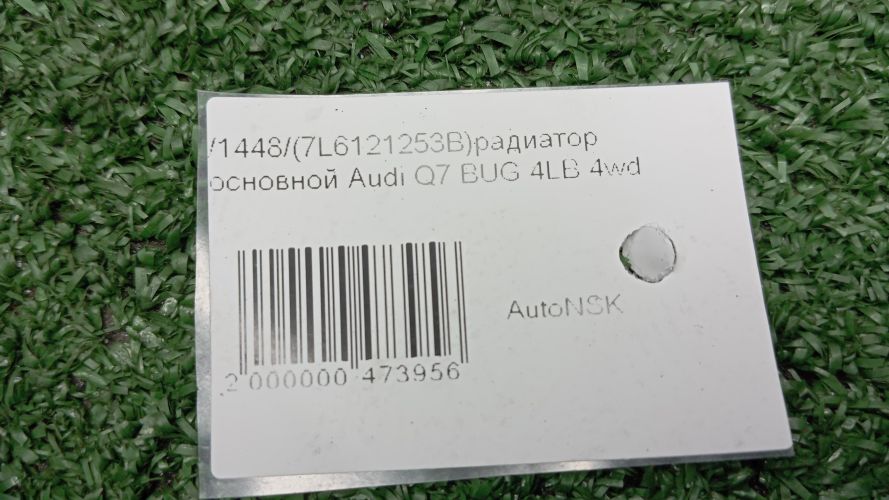 /1448/(7L6121253B)радиатор
основной Audi Q7 BUG 4LB 4wd
AutoNSK
2 000000 473956